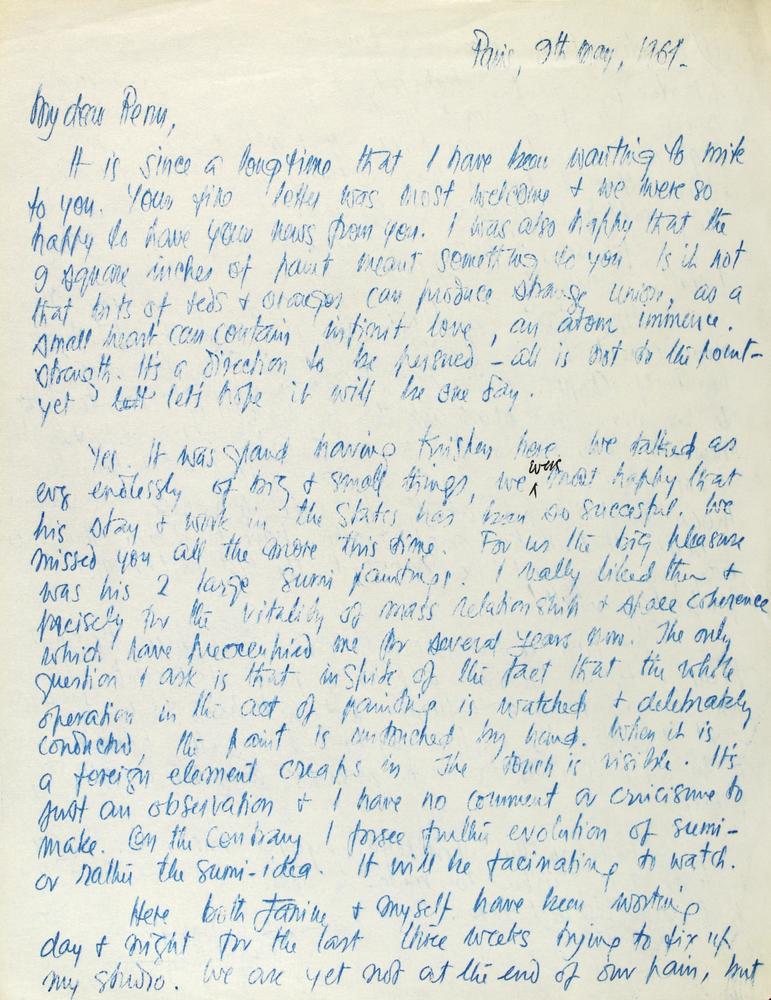 Paris, 9th May, 1961.
My dear Renu,
It is since a long time that I have been wanting to write
to you. Your fine letter was most welcome & we were so
happy to have your news from you. I was also happy that the
9 square inches of paint meant something to you. Is it not
that bits of reds & oranges can produce strange union, as a
small heart can contain infinit love, an atom immence.
strength. It's a direction to be persued - all is not to the point-
yet but let's hope it will be one day.
Yes. It was grand having Krishen here. We talked as
ever endlessly of big & small things, we were most happy that
his stay & work in the States has been so succesful. We
missed you all the more this time. For us the big pleasure
was his 2 large Sumi paintings. I really liked them &
precisely for the vitality of mass relationship & space coherence
which have preoccupied me for several years now. The only
question I ask is that inspite of the fact that the whole
operation in the act of painting is watched & delebrately
conducted, the paint is untouched by hand. When it is
a foreign element creaps in the touch is visible. It's
just an observation & I have no comment or criicisme to
make. On the contrary I forsee further evolution of sumi-
or rather the sumi-idea. It will be facinating to watch.
Here both Janine & myself have been working
day & night for the last three weeks trying to fix up
my studio. We are yet not at the end of our pain, but